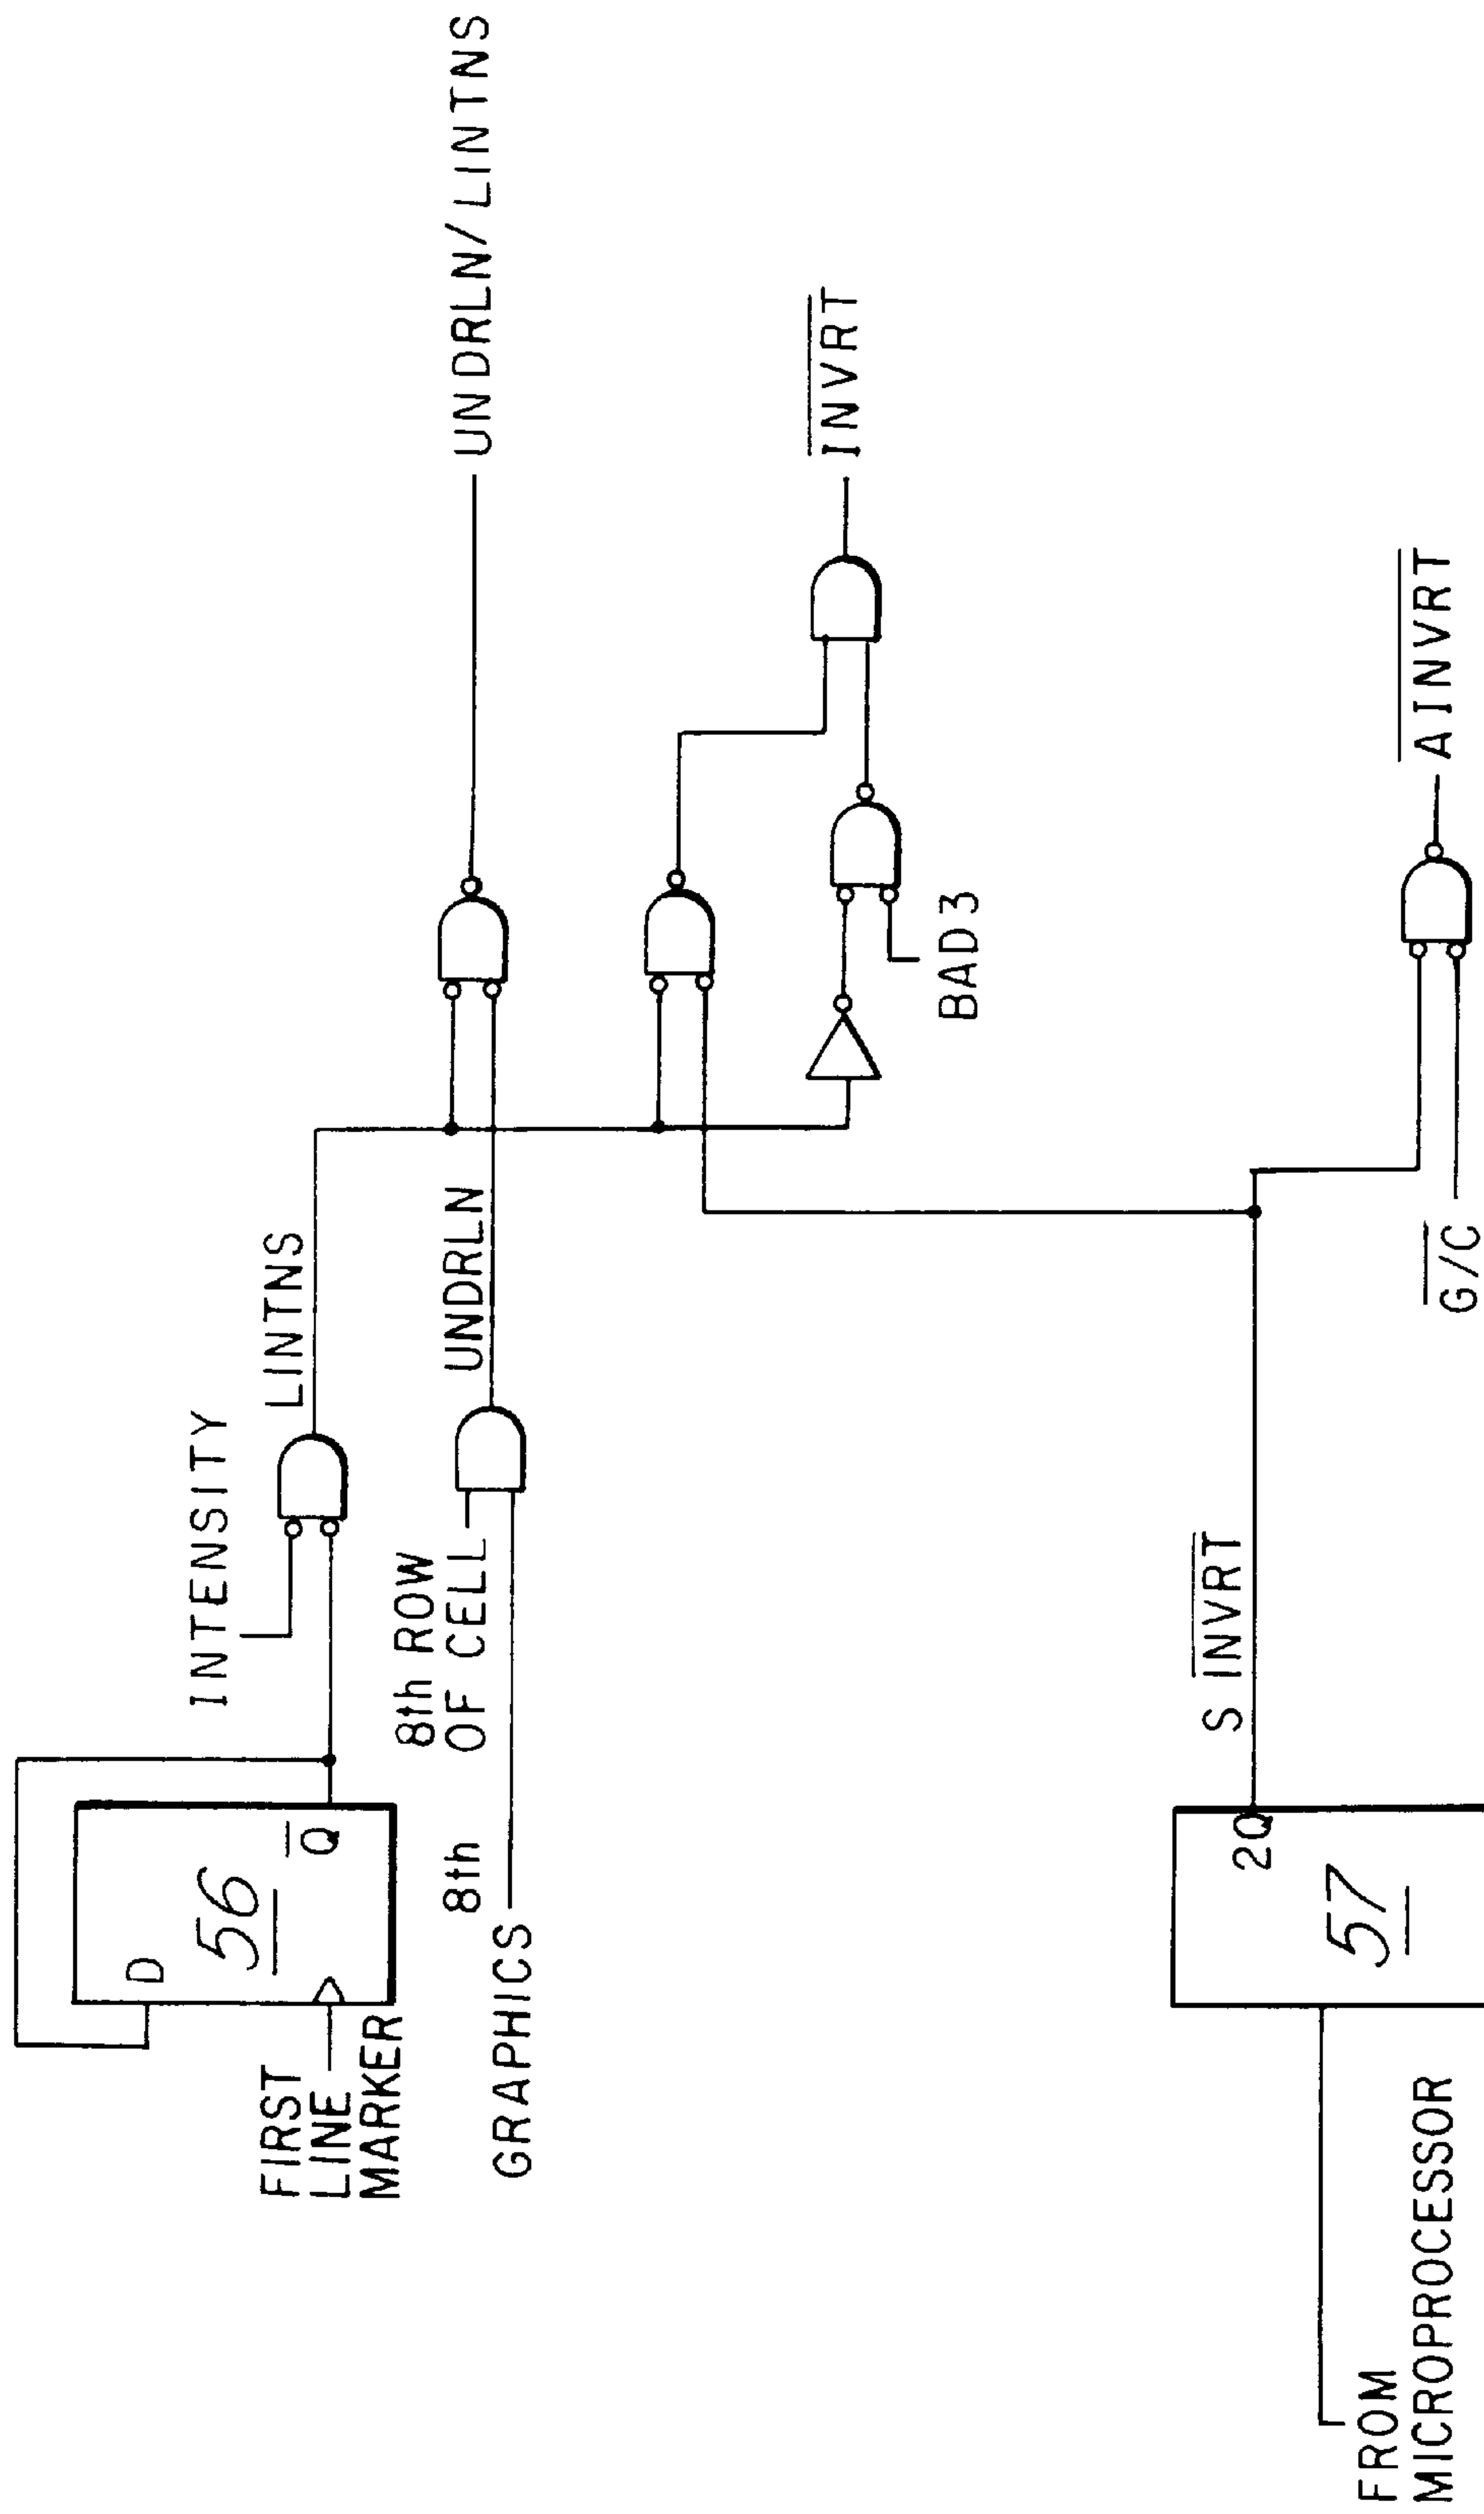 FIRST
LINE
MARKER
D
56
Q
INTENSITY
LINTNS
8th ROW
OF CELL
8th
GRAPHICS
UNDRLN
UNDRLN/LINTNS
BAD3
INVRT
FROM
MICROPROCESSOR
57
2Q
S INVRT
G/C
AINVRT